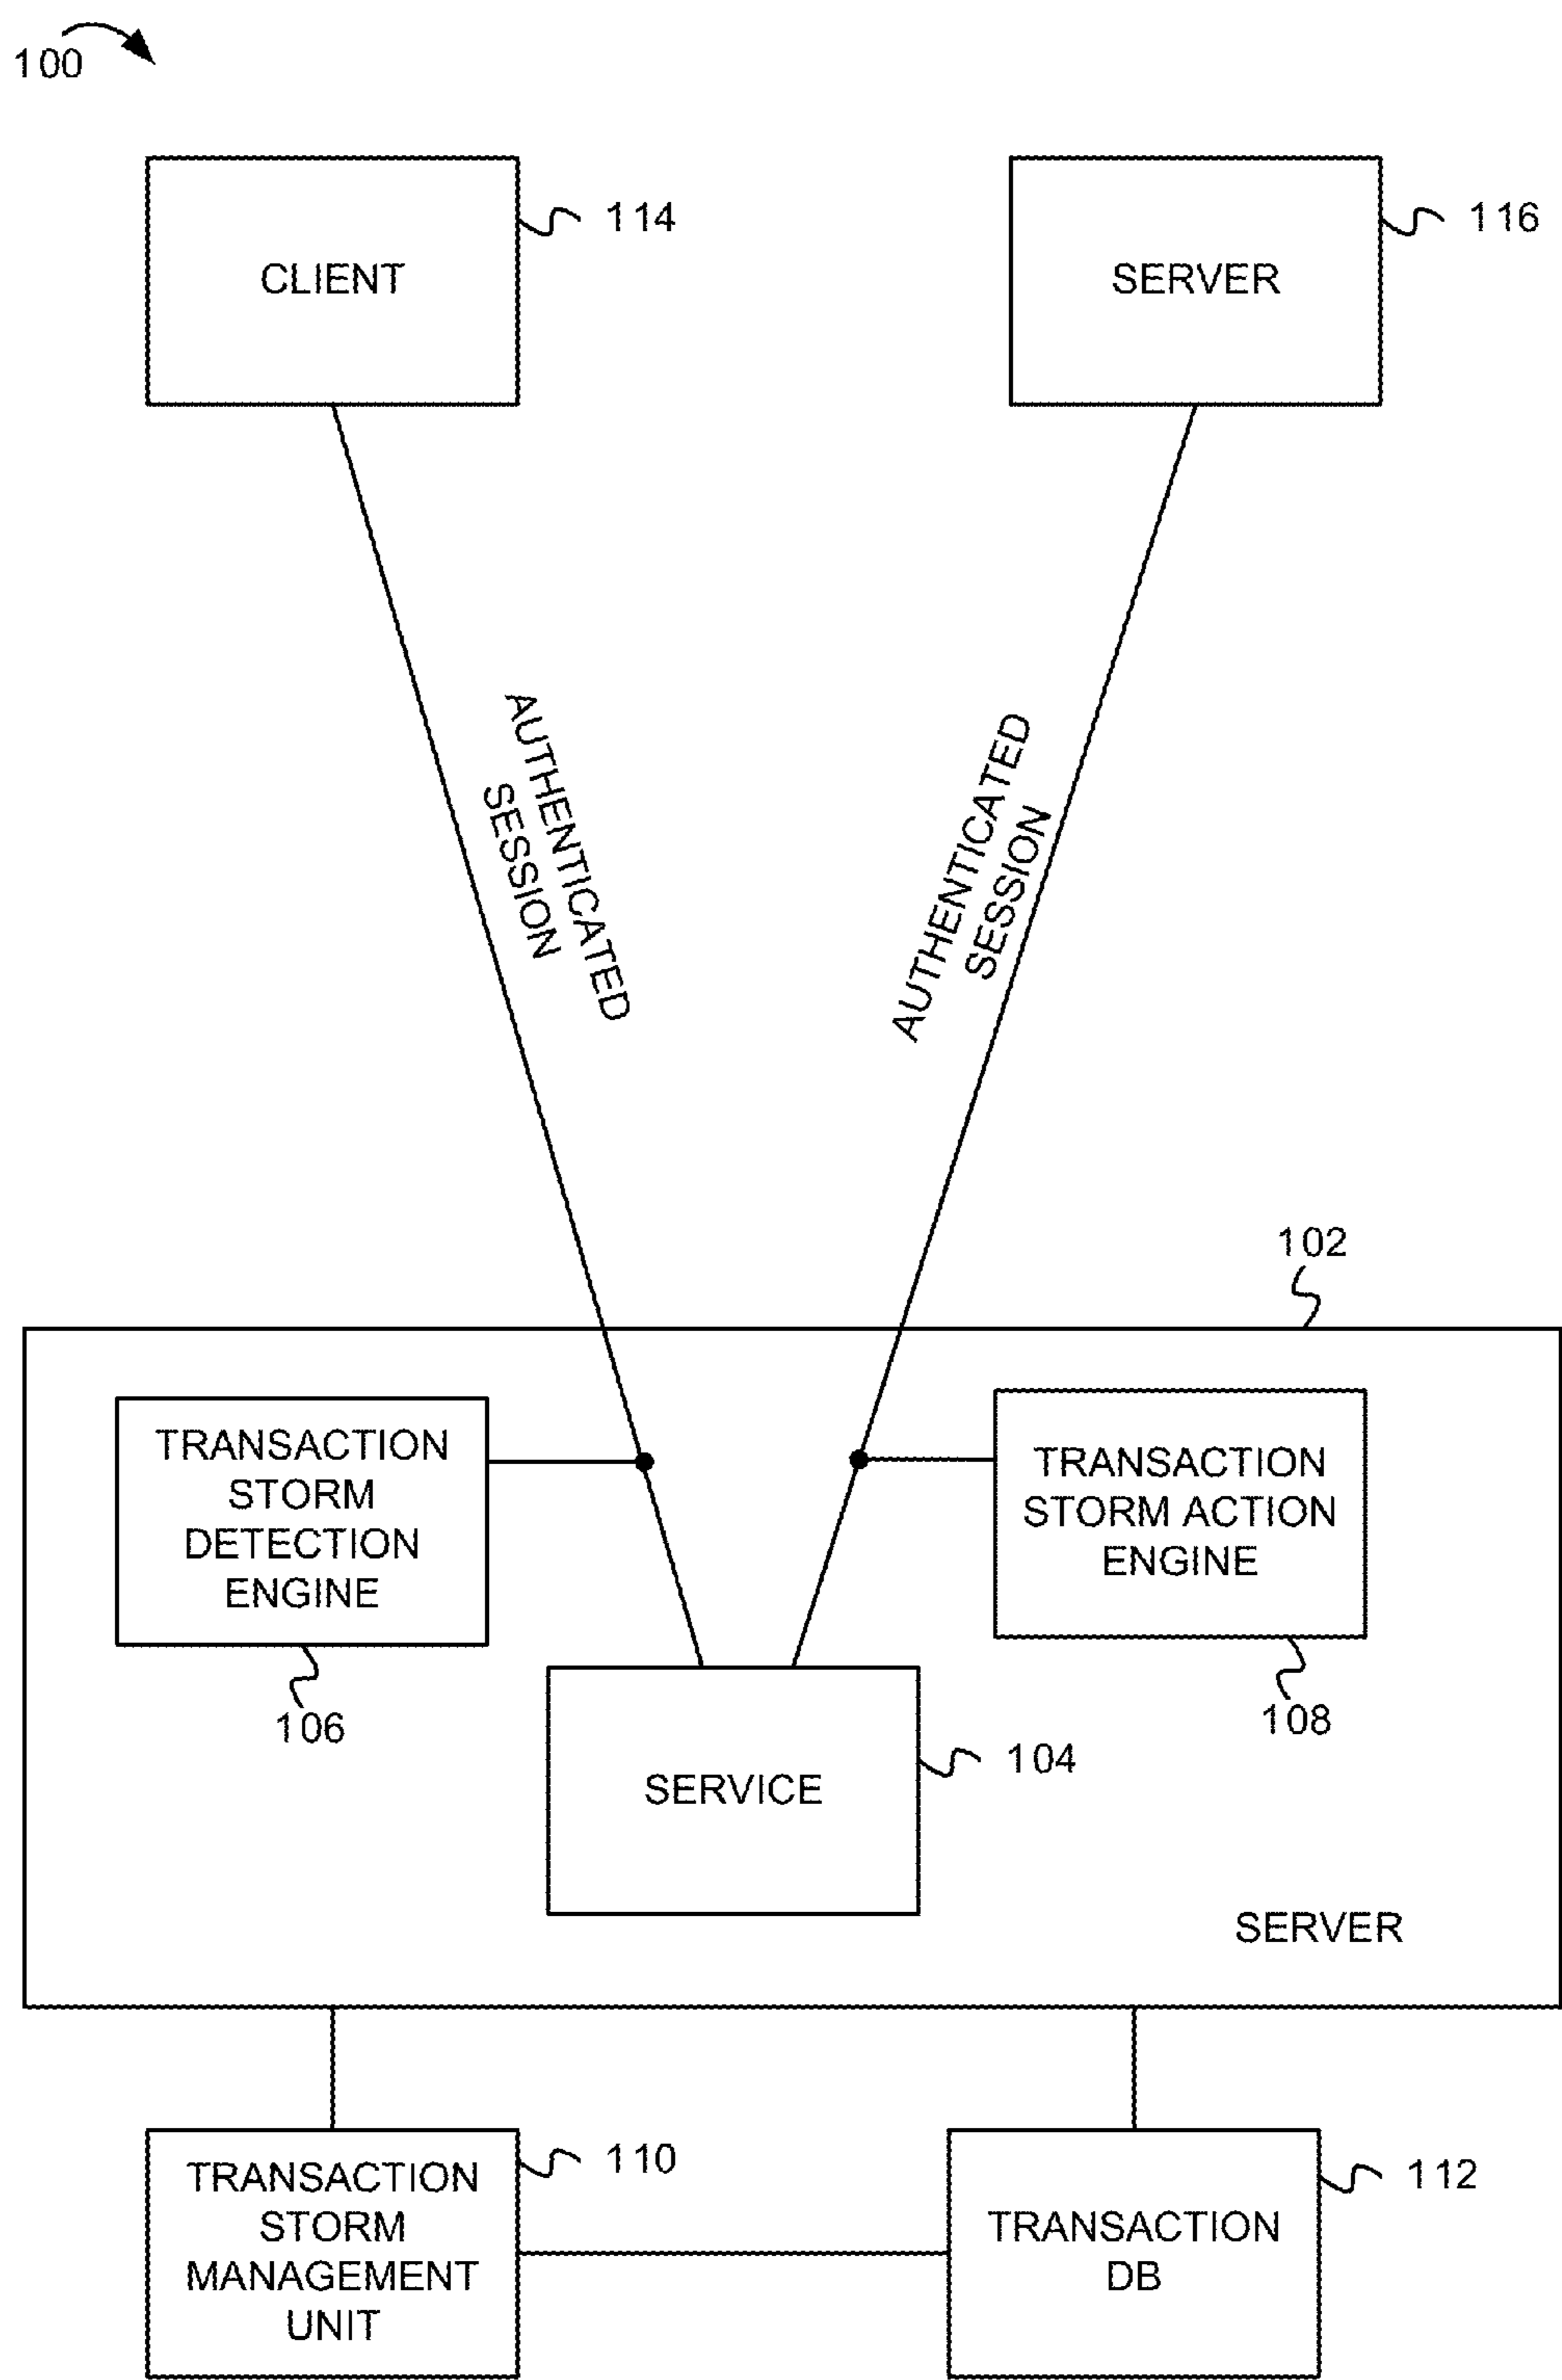 100
CLIENT
114
SERVER
116
AUTHENTICATED
SESSION
AUTHENTICATED
SESSION
102
TRANSACTION
STORM
DETECTION
ENGINE
106
TRANSACTION
STORM ACTION
ENGINE
108
SERVICE
104
SERVER
TRANSACTION
STORM
MANAGEMENT
UNIT
110
TRANSACTION
DB
112